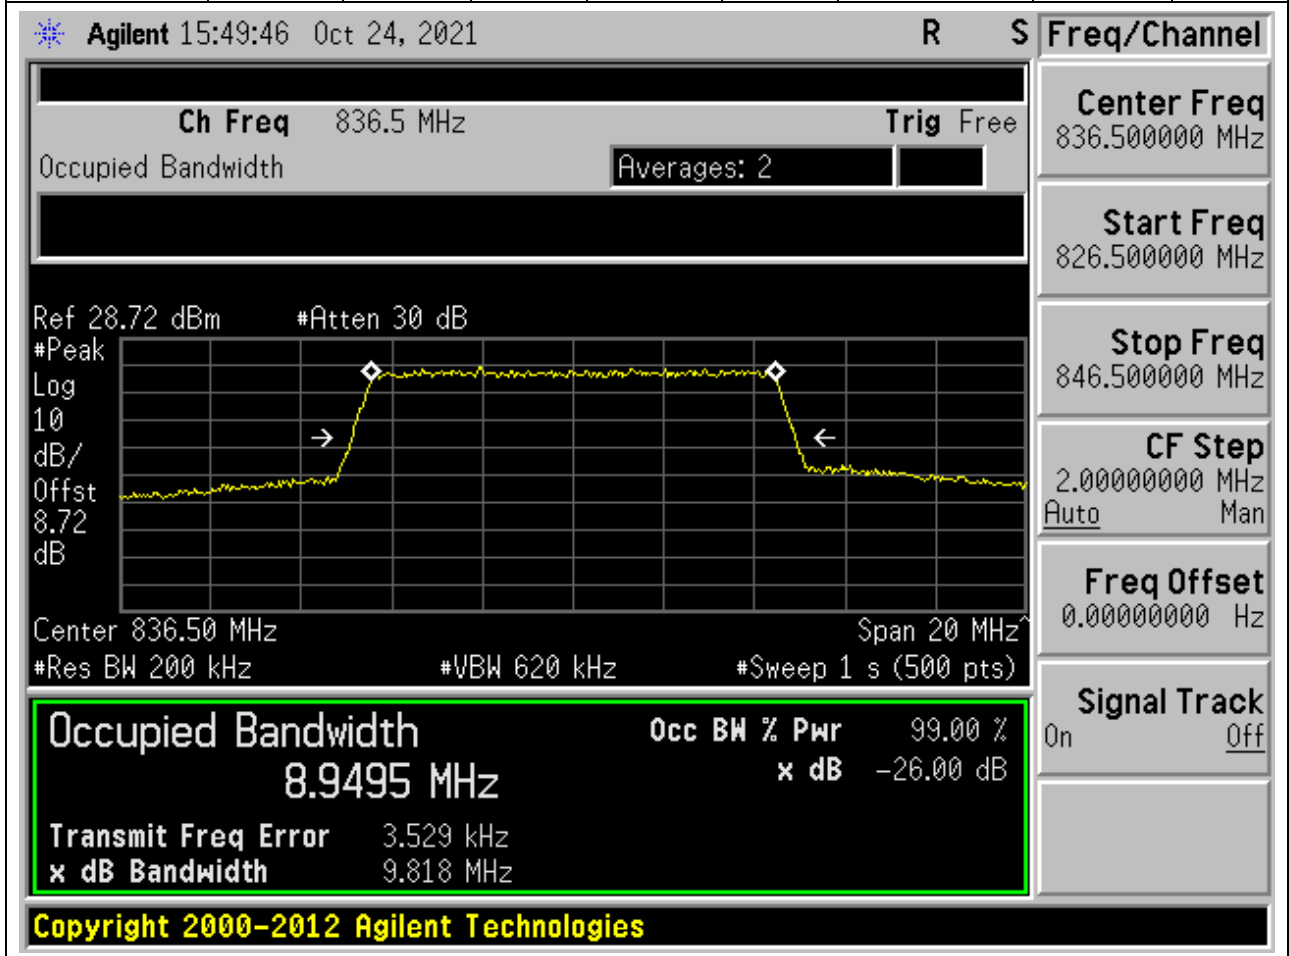 Agilent 15:49:46 Oct 24, 2021 R S Freq/Channel
Ch Freq 836.5 MHz Trig Free
Occupied Bandwidth Averages: 2
Center Freq
836.500000 MHz
Start Freq
826.500000 MHz
Stop Freq
846.500000 MHz
CF Step
2.00000000 MHz
Auto Man
Freq Offset
0.00000000 Hz
Signal Track
On Off
Ref 28.72 dBm #Atten 30 dB
#Peak
Log
10
dB/
Offst
8.72
dB
Center 836.50 MHz Span 20 MHz^
#Res BW 200 kHz #VBW 620 kHz #Sweep 1 s (500 pts)
Occupied Bandwidth Occ BW % Pwr 99.00 %
8.9495 MHz x dB -26.00 dB
Transmit Freq Error 3.529 kHz
x dB Bandwidth 9.818 MHz
Copyright 2000-2012 Agilent Technologies